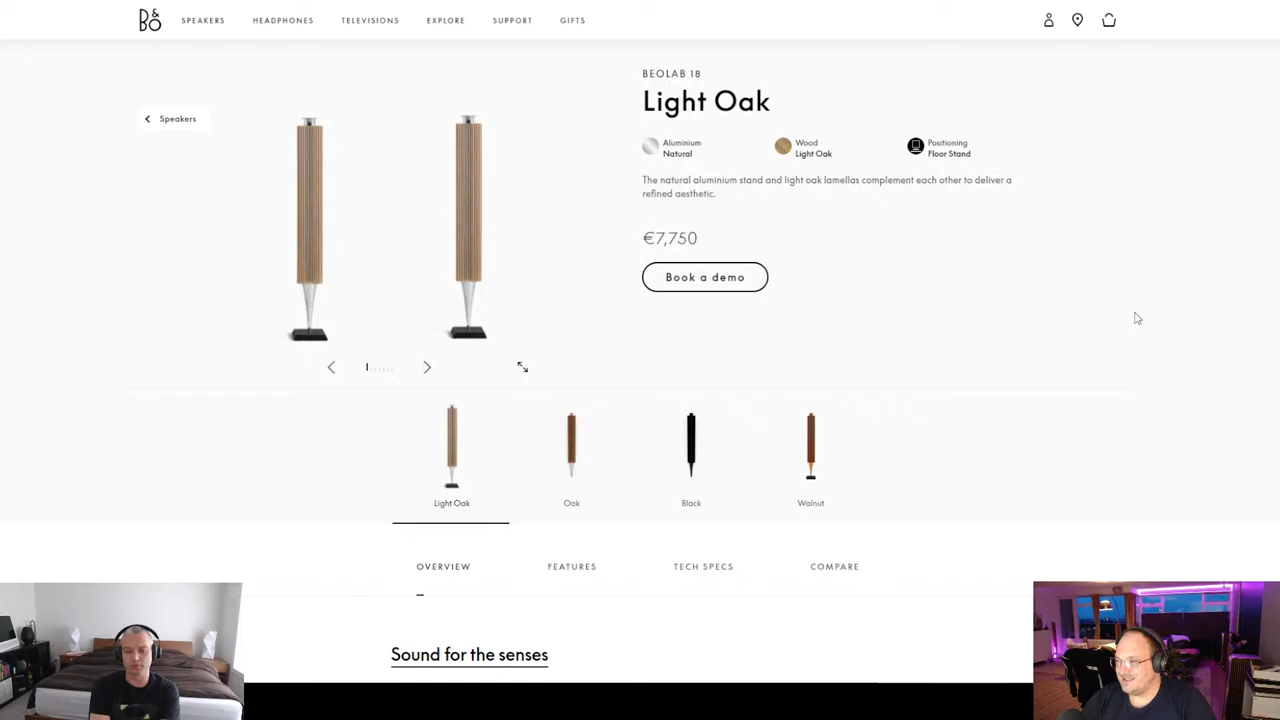 B&O
SPEAKERS HEADPHONES TELEVISIONS EXPLORE SUPPORT GIFTS
Speakers
BEOLAB 18
Light Oak
Aluminium
Natural
Wood
Light Oak
Positioning
Floor Stand
The natural aluminium stand and light oak lamellas complement each other to deliver a
refined aesthetic.
€7,750
Book a demo
Light Oak Oak Black Walnut
OVERVIEW FEATURES TECH SPECS COMPARE
Sound for the senses